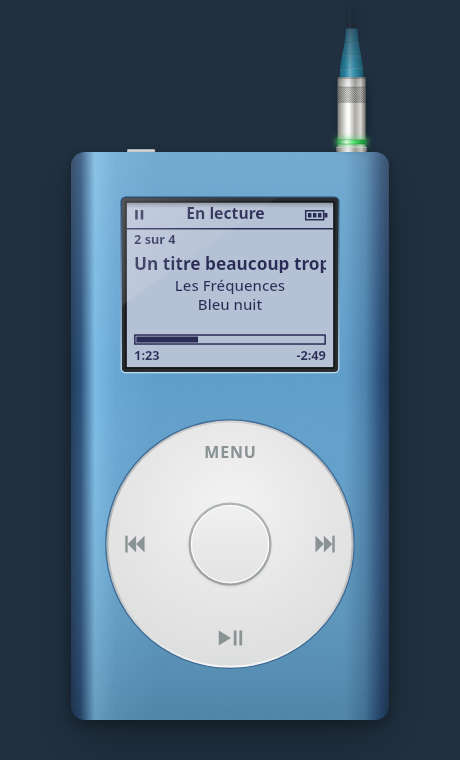 En lecture
2 sur 4
Un titre beaucoup trop
Les Fréquences
Bleu nuit
1:23 -2:49
MENU